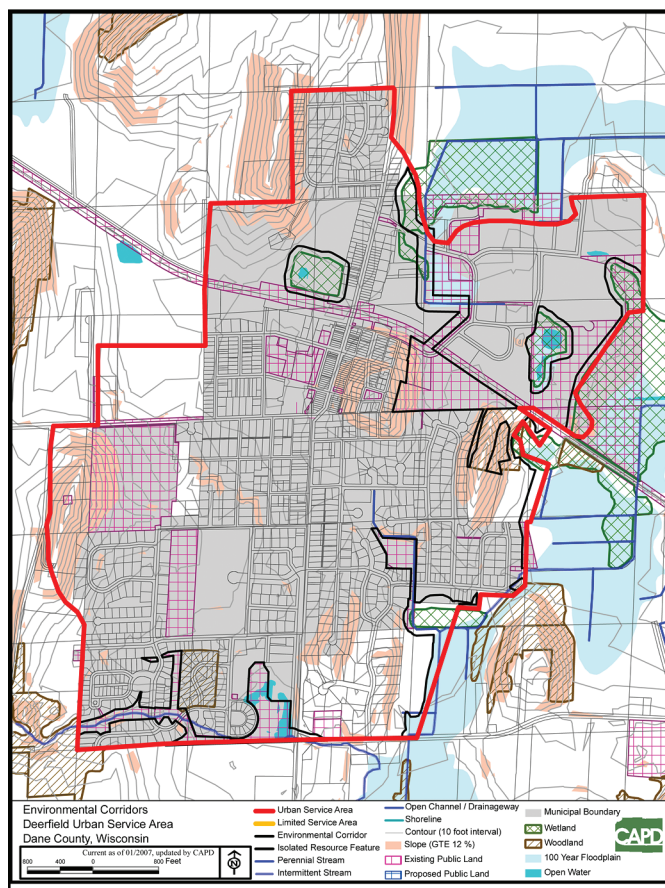 Environmental Corridors
Deerfield Urban Service Area
Dane County, Wisconsin
Current as of 01/2007, updated by CAPD
800 400 0 800 Feet
N
Urban Service Area
Limited Service Area
Environmental Corridor
Isolated Resource Feature
Perennial Stream
Intermittent Stream
Open Channel / Drainageway
Shoreline
Contour (10 foot interval)
Slope (GTE 12 %)
Existing Public Land
Proposed Public Land
Municipal Boundary
Wetland
Woodland
100 Year Floodplain
Open Water
CAPD